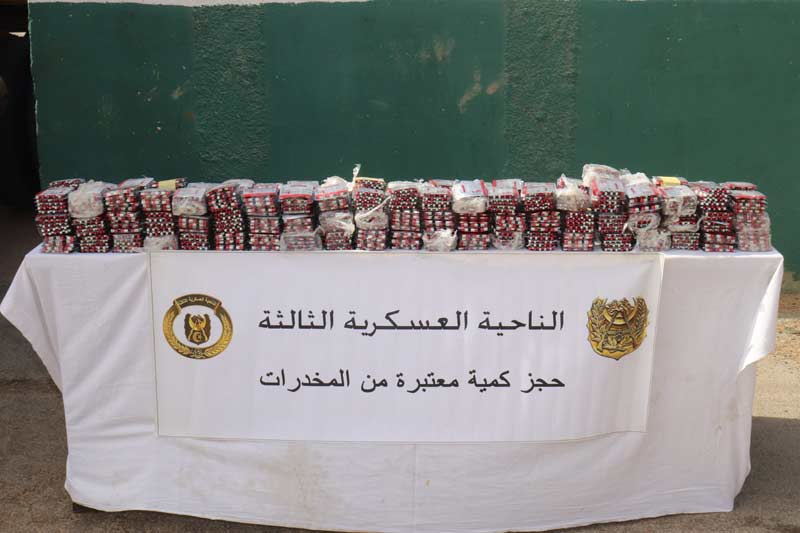 الناحية العسكرية الثالثة
حجز كمية معتبرة من المخدرات